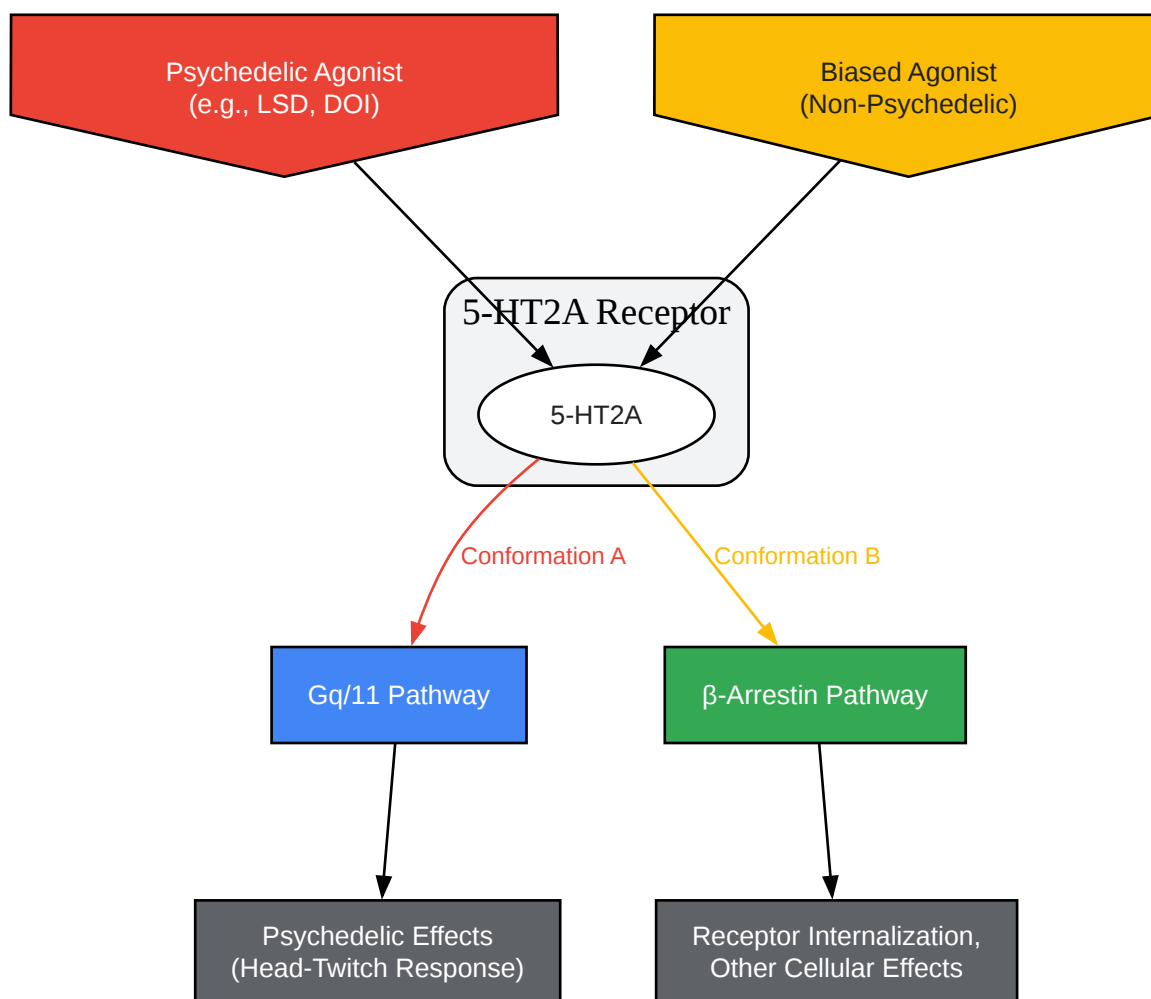 Psychedelic Agonist
(e.g., LSD, DOI)
Biased Agonist
(Non-Psychedelic)
5-HT2A Receptor
5-HT2A
Conformation A
Conformation B
Gq/11 Pathway
β-Arrestin Pathway
Psychedelic Effects
(Head-Twitch Response)
Receptor Internalization,
Other Cellular Effects